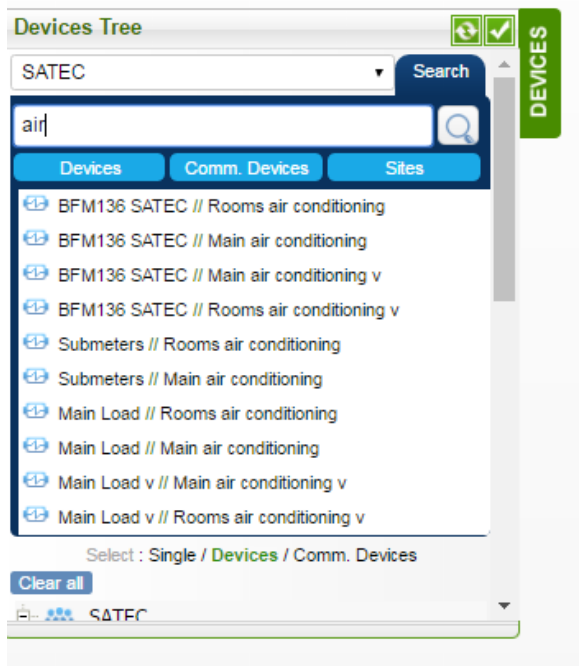 Devices Tree
DEVICES
SATEC
Search
air
Devices
Comm. Devices
Sites
BFM136 SATEC // Rooms air conditioning
BFM136 SATEC // Main air conditioning
BFM136 SATEC // Main air conditioning v
BFM136 SATEC // Rooms air conditioning v
Submeters // Rooms air conditioning
Submeters // Main air conditioning
Main Load // Rooms air conditioning
Main Load // Main air conditioning
Main Load v // Main air conditioning v
Main Load v // Rooms air conditioning v
Select : Single / Devices / Comm. Devices
Clear all
SATEC